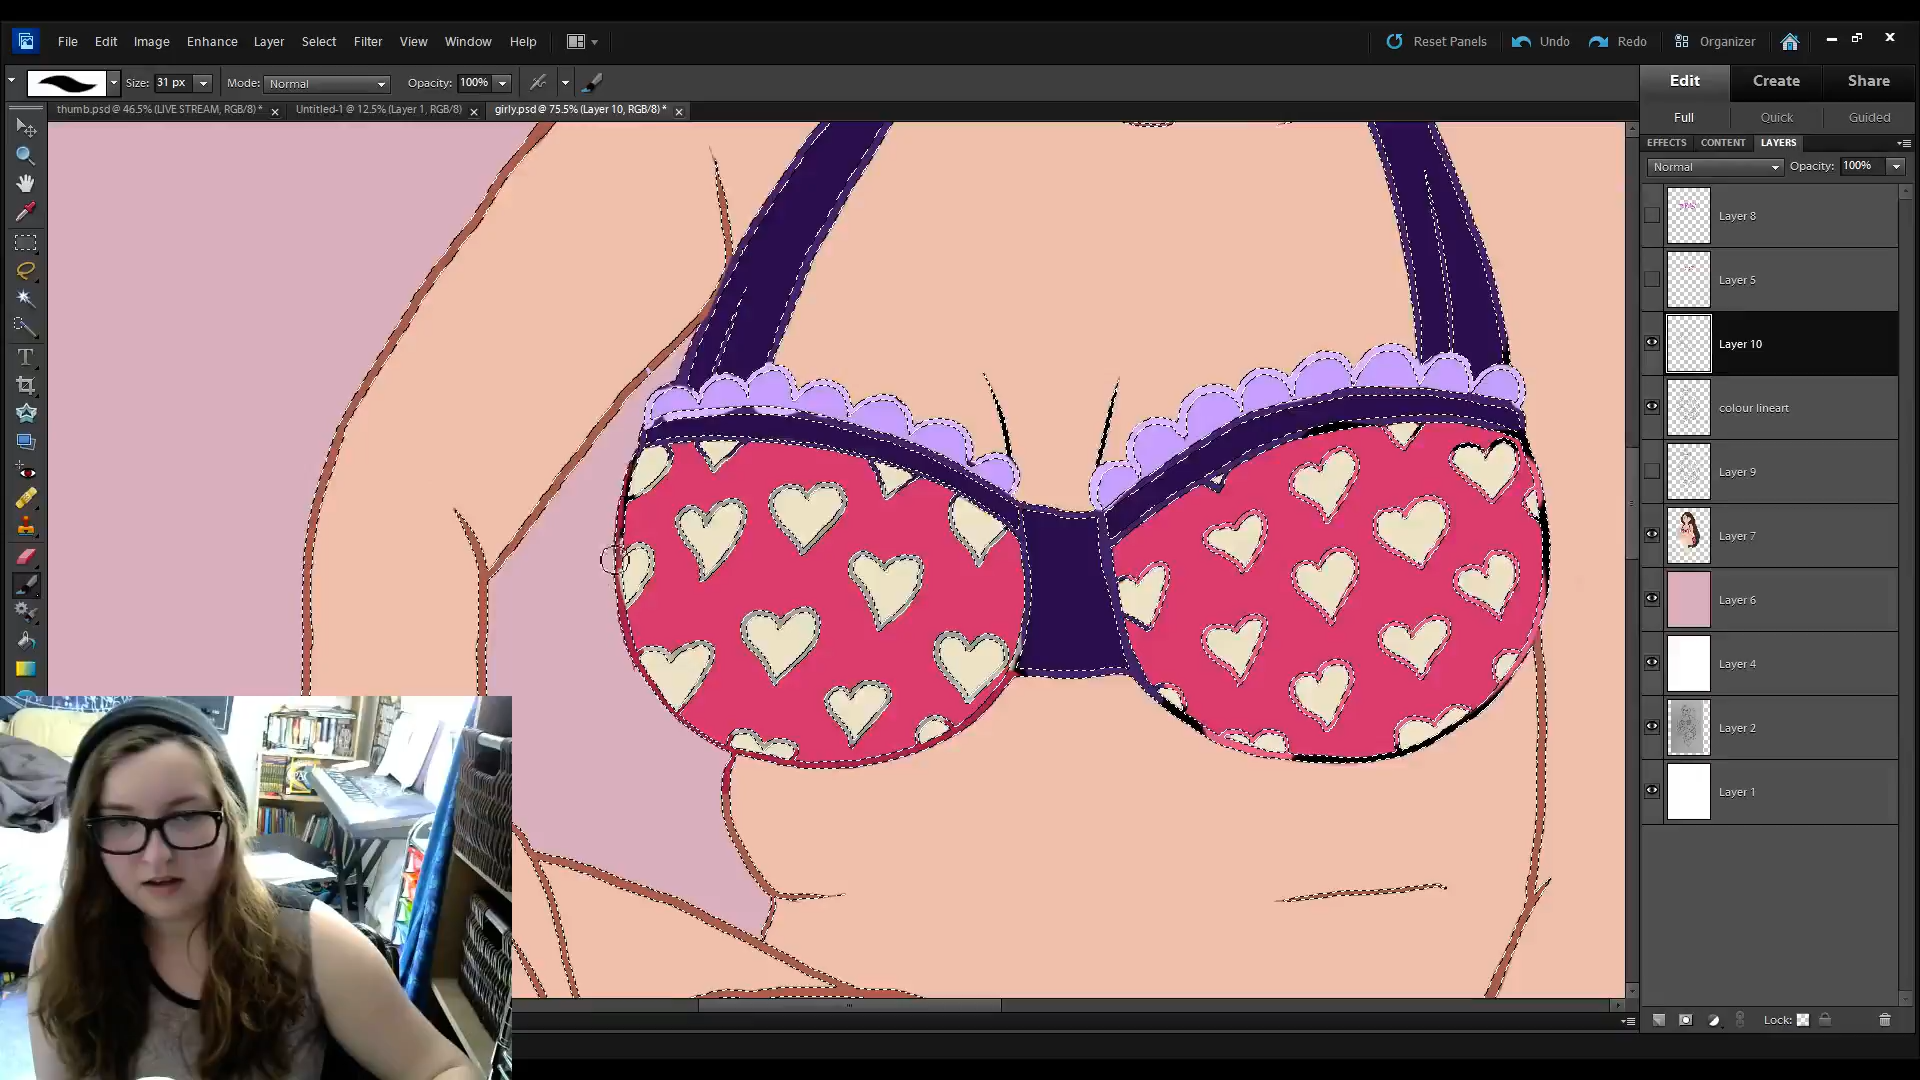 File Edit Image Enhance Layer Select Filter View Window Help Reset Panels Undo Redo Organizer
Size: 31 px Mode: Normal Opacity: 100% Edit Create Share
thumb.psd @ 46.5% (LIVE STREAM, RGB/8) * Untitled-1 @ 12.5% (Layer 1, RGB/8) girly.psd @ 75.5% (Layer 10, RGB/8) *
Full Quick Guided
EFFECTS CONTENT LAYERS
Normal Opacity: 100%
Layer 8
Layer 5
Layer 10
colour lineart
Layer 9
Layer 7
Layer 6
Layer 4
Layer 2
Layer 1
Lock: